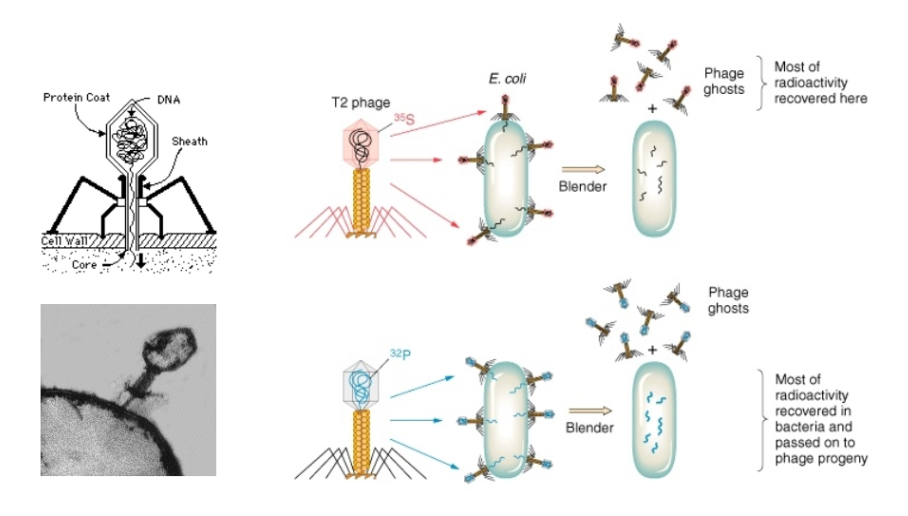 Protein Coat
DNA
Sheath
Cell Wall
Core
T2 phage
35S
E. coli
Blender
Phage
ghosts
+
Most of
radioactivity
recovered here
32P
Blender
Phage
ghosts
+
Most of
radioactivity
recovered in
bacteria and
passed on to
phage progeny